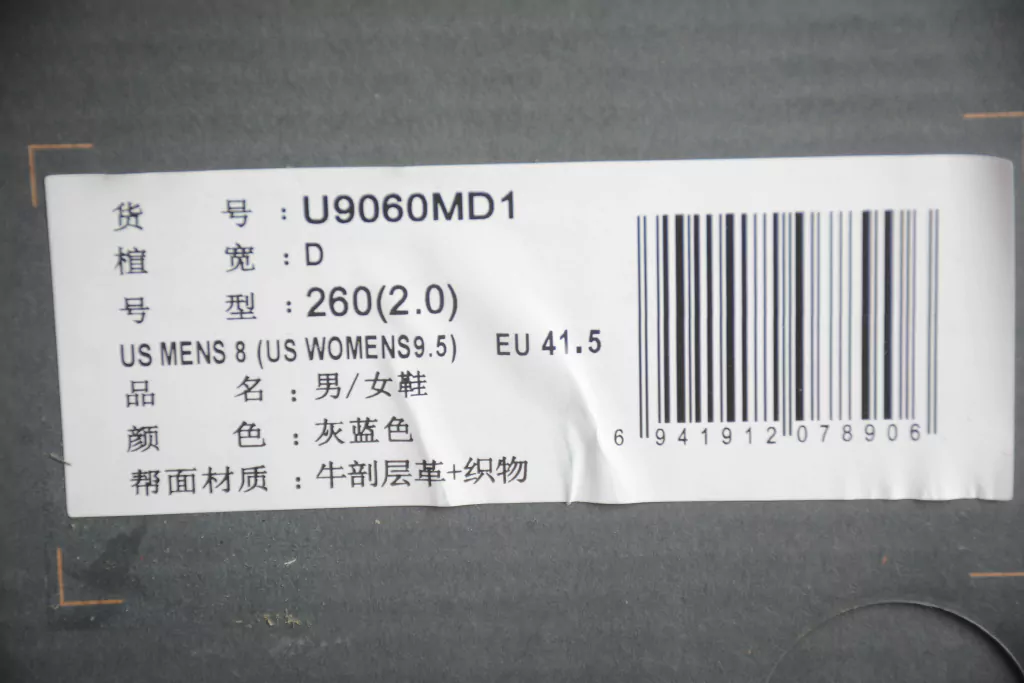 货 号：U9060MD1
楦 宽：D
号 型：260(2.0)
US MENS 8 (US WOMENS9.5) EU 41.5
品 名：男/女鞋
颜 色：灰蓝色
帮面材质：牛剖层革+织物
6 941912 078906